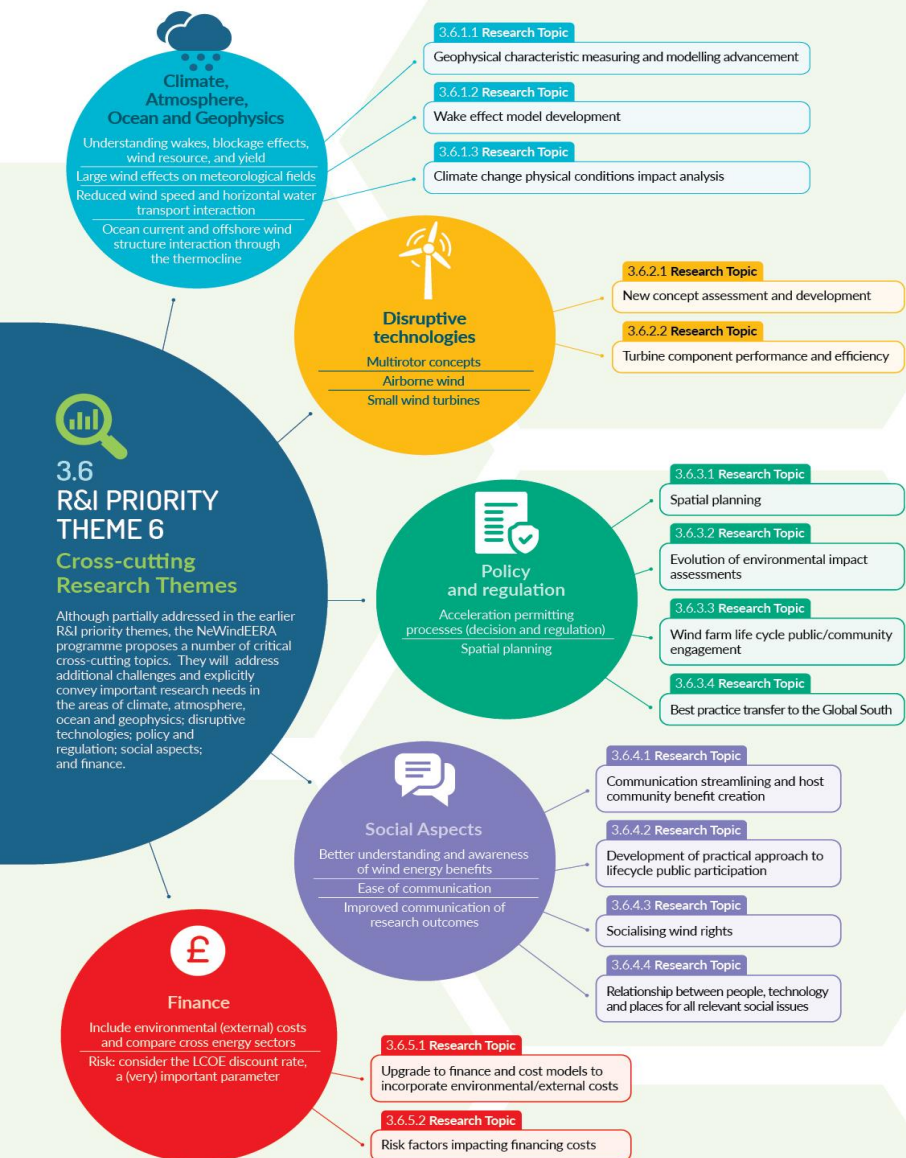 3.6
R&I PRIORITY
THEME 6
Cross-cutting
Research Themes
Although partially addressed in the earlier
R&I priority themes, the NeWindEERA
programme proposes a number of critical
cross-cutting topics. They will address
additional challenges and explicitly
convey important research needs in
the areas of climate, atmosphere,
ocean and geophysics; disruptive
technologies; policy and
regulation; social aspects;
and finance.
Climate,
Atmosphere,
Ocean and Geophysics
Understanding wakes, blockage effects,
wind resource, and yield
Large wind effects on meteorological fields
Reduced wind speed and horizontal water
transport interaction
Ocean current and offshore wind
structure interaction through
the thermocline
3.6.1.1 Research Topic
Geophysical characteristic measuring and modelling advancement
3.6.1.2 Research Topic
Wake effect model development
3.6.1.3 Research Topic
Climate change physical conditions impact analysis
Disruptive
technologies
Multirotor concepts
Airborne wind
Small wind turbines
3.6.2.1 Research Topic
New concept assessment and development
3.6.2.2 Research Topic
Turbine component performance and efficiency
Policy
and regulation
Acceleration permitting
processes (decision and regulation)
Spatial planning
3.6.3.1 Research Topic
Spatial planning
3.6.3.2 Research Topic
Evolution of environmental impact
assessments
3.6.3.3 Research Topic
Wind farm life cycle public/community
engagement
3.6.3.4 Research Topic
Best practice transfer to the Global South
Social Aspects
Better understanding and awareness
of wind energy benefits
Ease of communication
Improved communication of
research outcomes
3.6.4.1 Research Topic
Communication streamlining and host
community benefit creation
3.6.4.2 Research Topic
Development of practical approach to
lifecycle public participation
3.6.4.3 Research Topic
Socialising wind rights
3.6.4.4 Research Topic
Relationship between people, technology
and places for all relevant social issues
£
Finance
Include environmental (external) costs
and compare cross energy sectors
Risk: consider the LCOE discount rate,
a (very) important parameter
3.6.5.1 Research Topic
Upgrade to finance and cost models to
incorporate environmental/external costs
3.6.5.2 Research Topic
Risk factors impacting financing costs